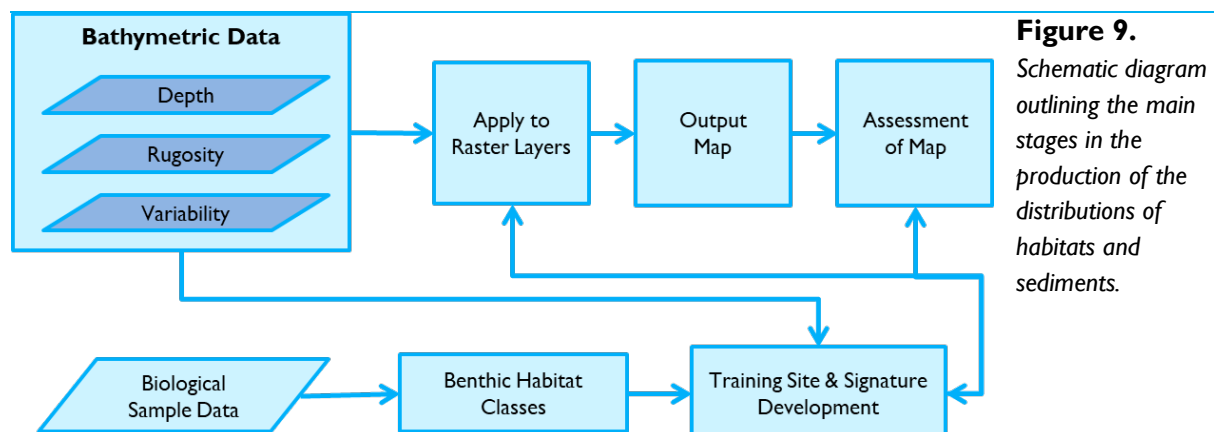 Bathymetric Data
Depth
Rugosity
Variability
Apply to
Raster Layers
Output
Map
Assessment
of Map
Biological
Sample Data
Benthic Habitat
Classes
Training Site & Signature
Development
Figure 9.
Schematic diagram
outlining the main
stages in the
production of the
distributions of
habitats and
sediments.